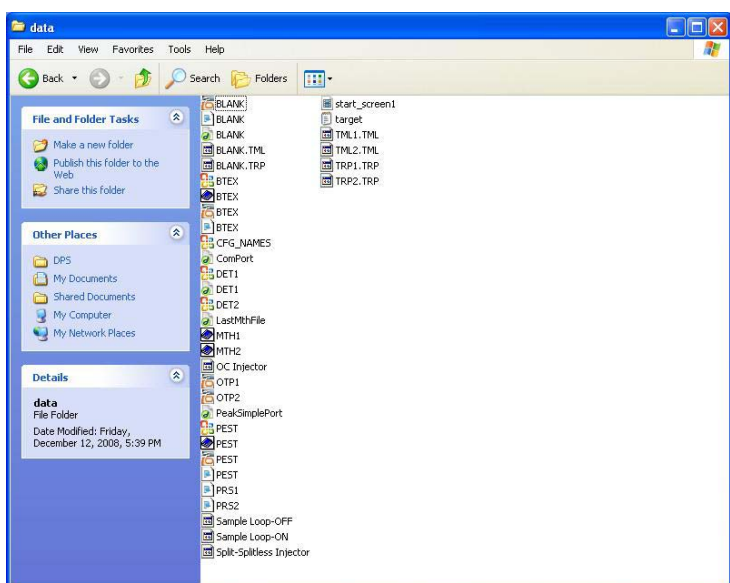 data
File Edit View Favorites Tools Help
Back Search Folders
File and Folder Tasks
Make a new folder
Publish this folder to the
Web
Share this folder
Other Places
DPS
My Documents
Shared Documents
My Computer
My Network Places
Details
data
File Folder
Date Modified: Friday,
December 12, 2008, 5:39 PM
BLANK
BLANK
BLANK
BLANK.TML
BLANK.TRP
BTEX
BTEX
BTEX
BTEX
CFG_NAMES
ComPort
DET1
DET1
DET2
LastMthFile
MTH1
MTH2
OC Injector
OTP1
OTP2
PeakSimplePort
PEST
PEST
PEST
PEST
PRS1
PRS2
Sample Loop-OFF
Sample Loop-ON
Split-Splitless Injector
start_screen1
target
TML1.TML
TML2.TML
TRP1.TRP
TRP2.TRP